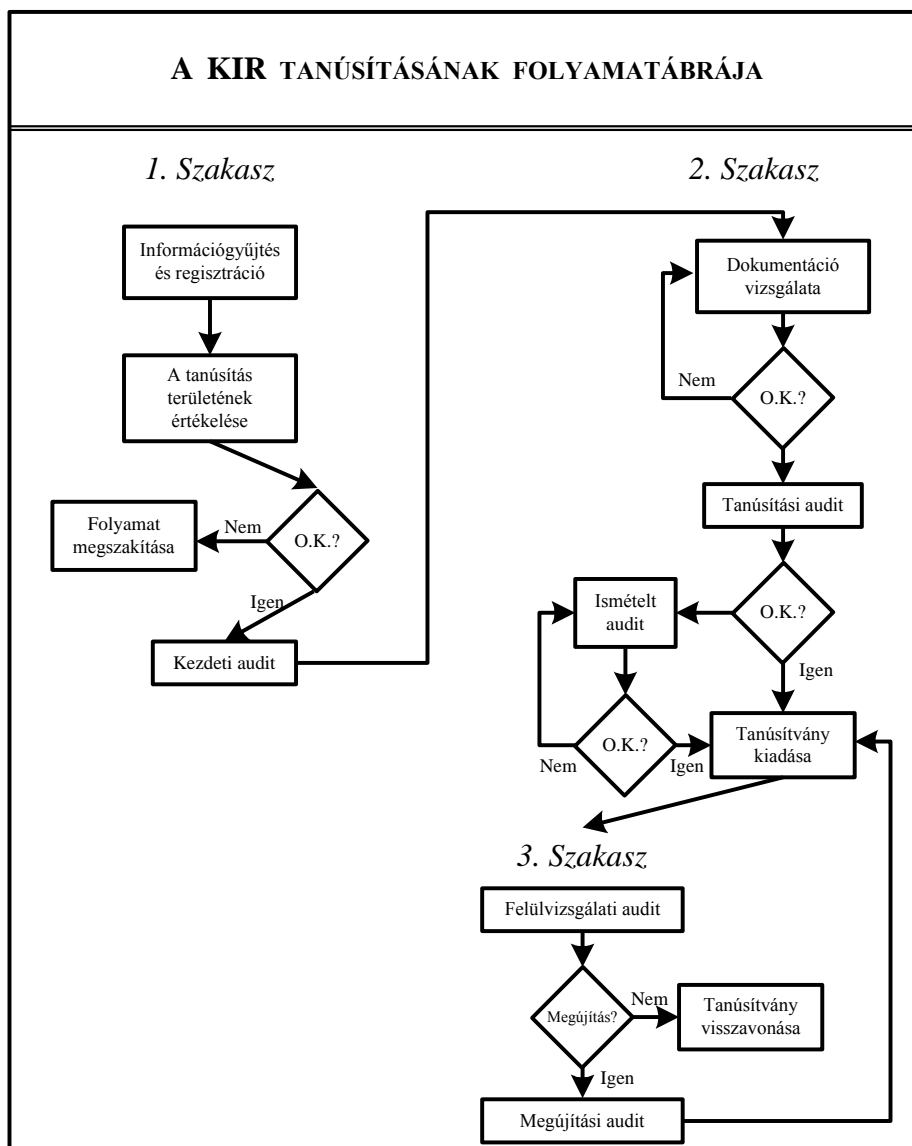 A KIR TANÚSÍTÁSÁNAK FOLYAMATÁBRÁJA
1. Szakasz
Információgyűjtés
és regisztráció
A tanúsítás
területének
értékelése
O.K.?
Nem
Folyamat
megszakítása
Igen
Kezdeti audit
2. Szakasz
Dokumentáció
vizsgálata
Nem
O.K.?
Tanúsítási audit
O.K.?
Ismételt
audit
Igen
O.K.?
Nem
Igen
Tanúsítvány
kiadása
3. Szakasz
Felülvizsgálati audit
Megújítás?
Nem
Tanúsítvány
visszavonása
Igen
Megújítási audit